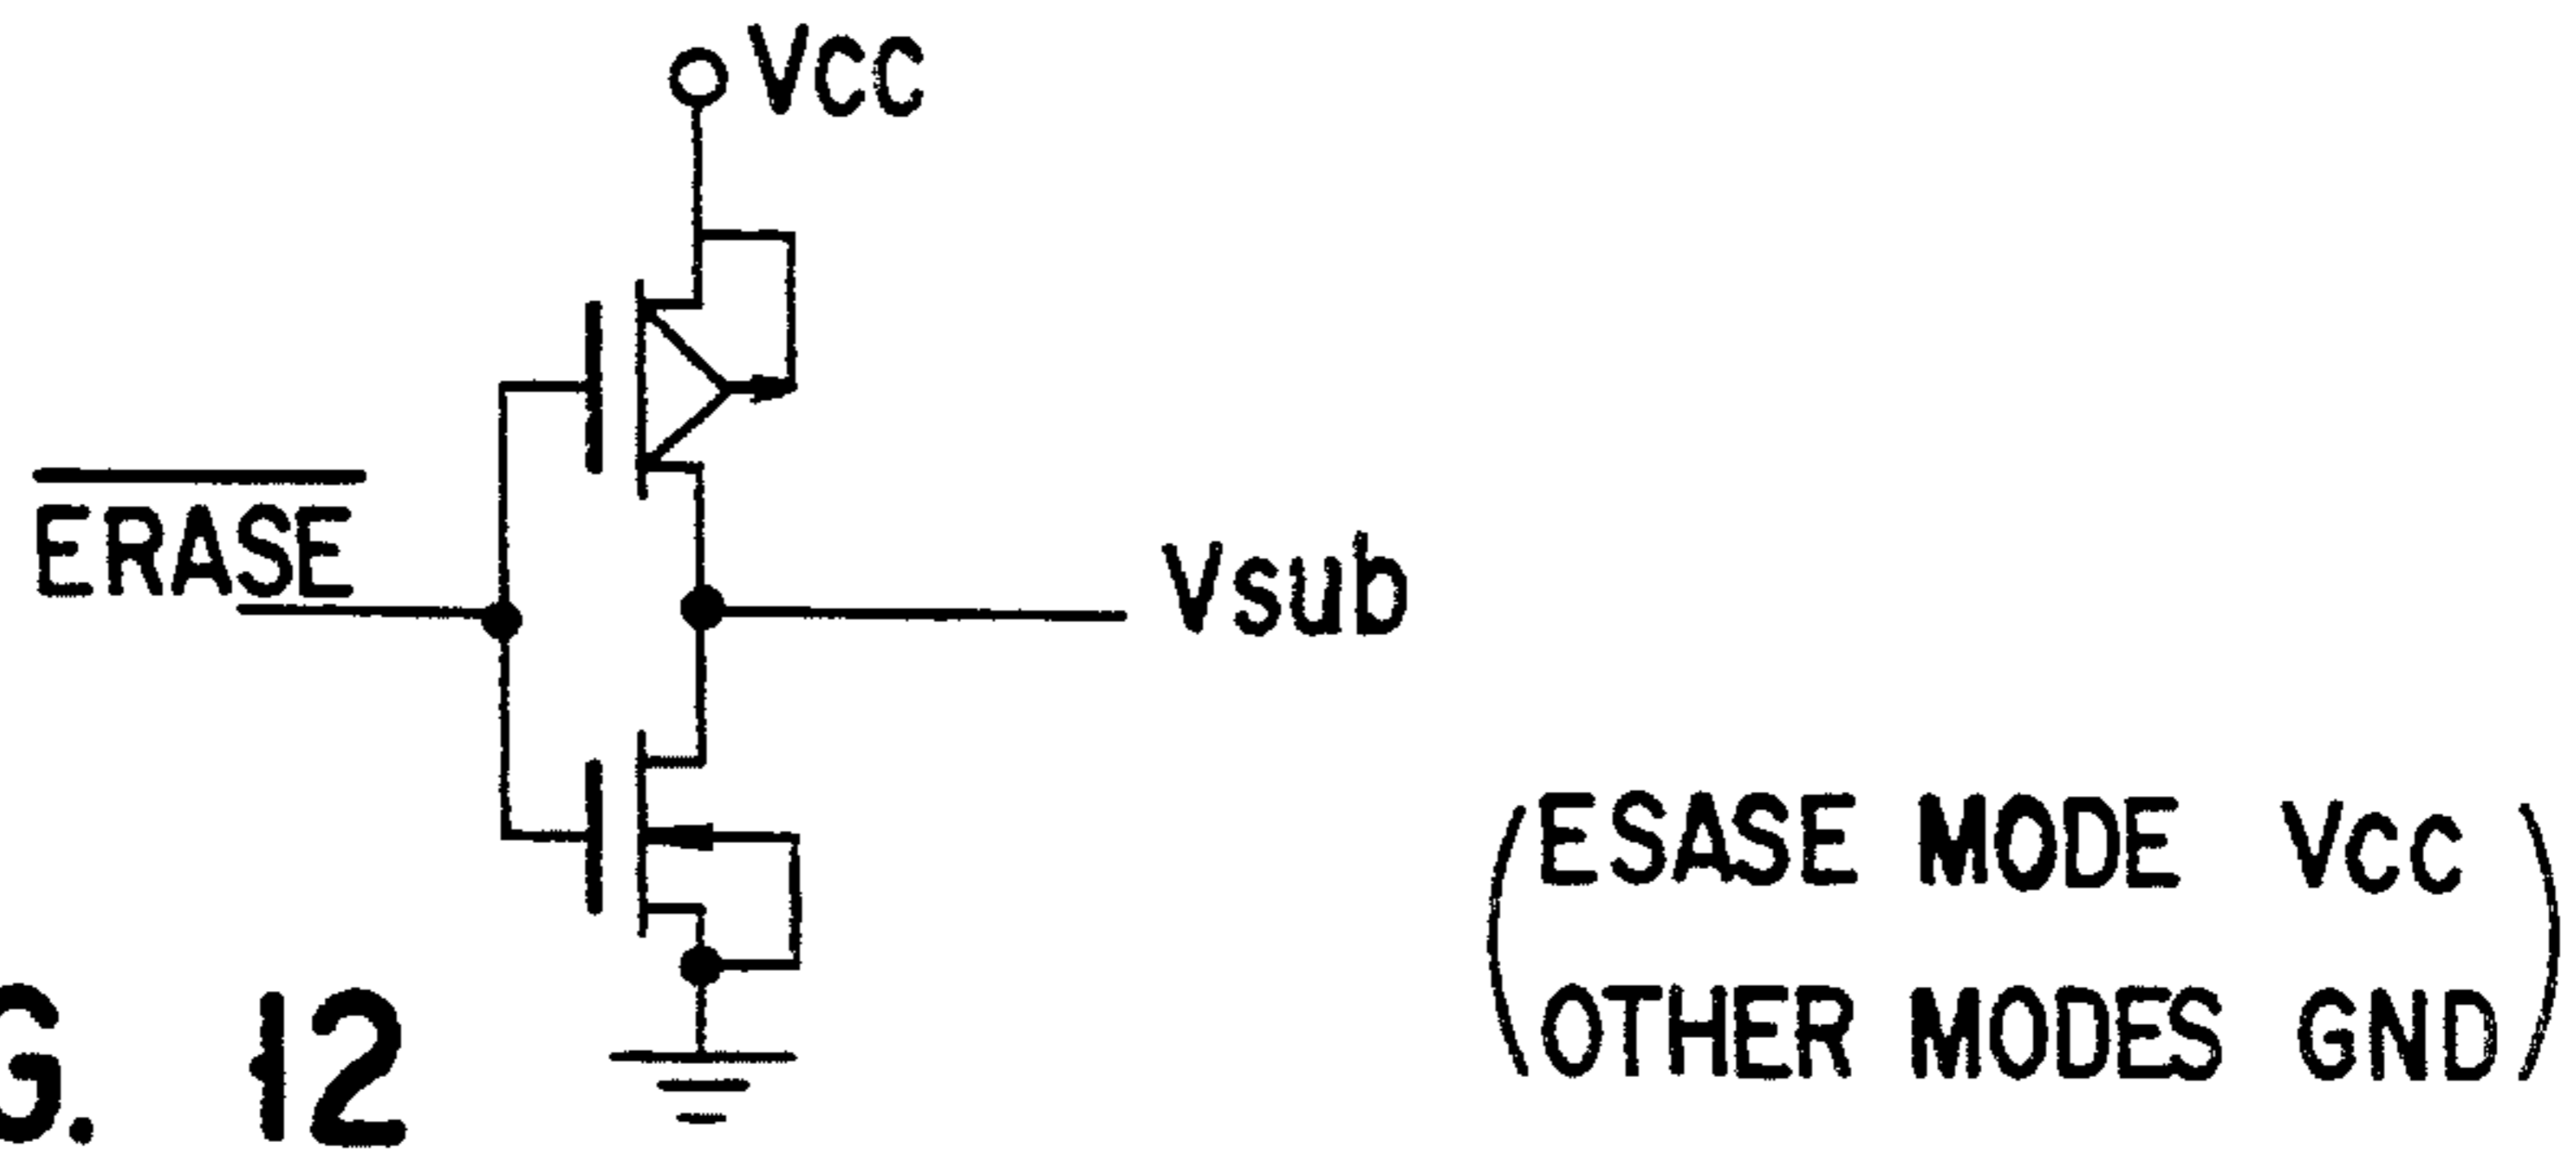 Vcc
ERASE
Vsub
(ESASE MODE Vcc
OTHER MODES GND)
G. 12